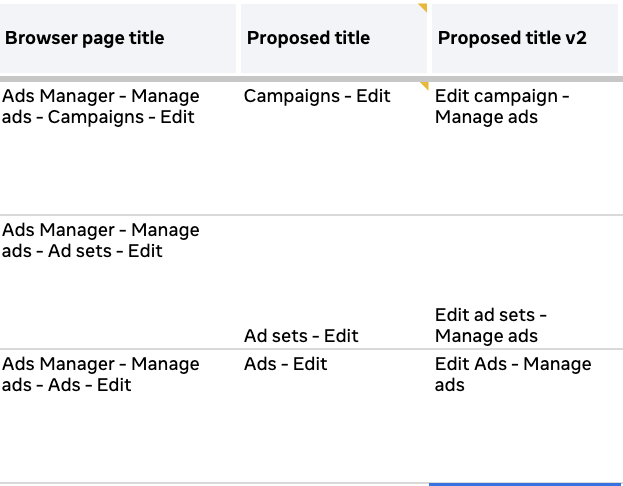 Browser page title
Proposed title
Proposed title v2
Ads Manager - Manage
ads - Campaigns - Edit
Campaigns - Edit
Edit campaign -
Manage ads
Ads Manager - Manage
ads - Ad sets - Edit
Ad sets - Edit
Edit ad sets -
Manage ads
Ads Manager - Manage
ads - Ads - Edit
Ads - Edit
Edit Ads - Manage
ads